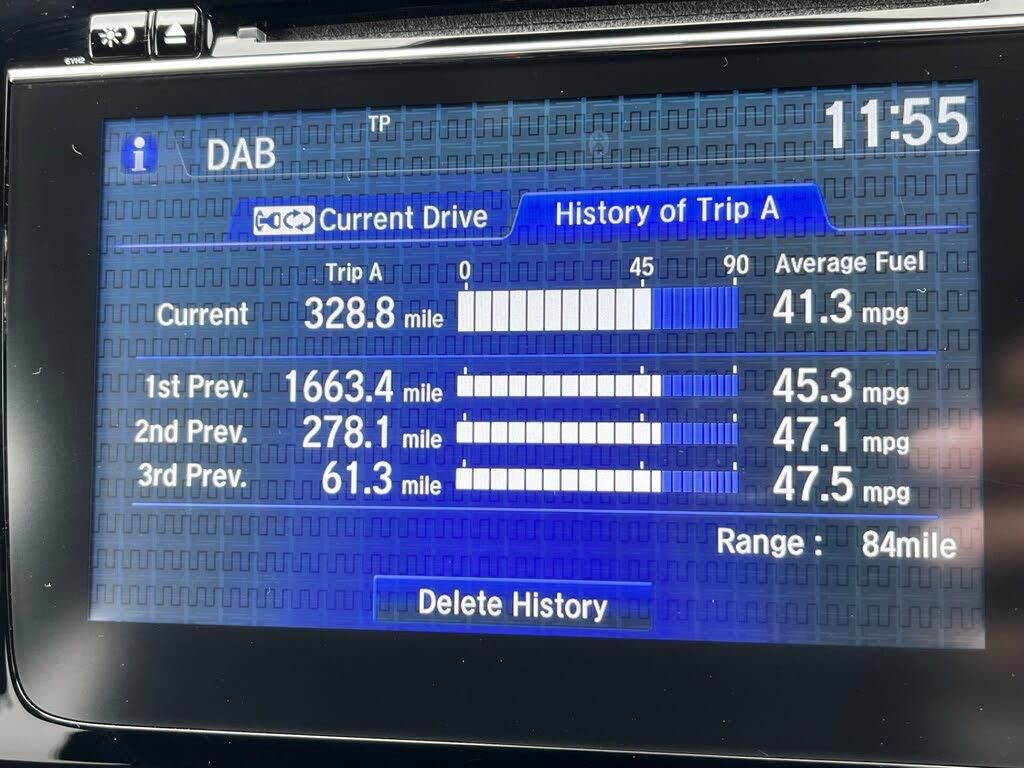 SYNC
TP
11:55
i DAB
Current Drive History of Trip A
Trip A 0 45 90 Average Fuel
Current 328.8 mile 41.3 mpg
1st Prev. 1663.4 mile 45.3 mpg
2nd Prev. 278.1 mile 47.1 mpg
3rd Prev. 61.3 mile 47.5 mpg
Range : 84mile
Delete History